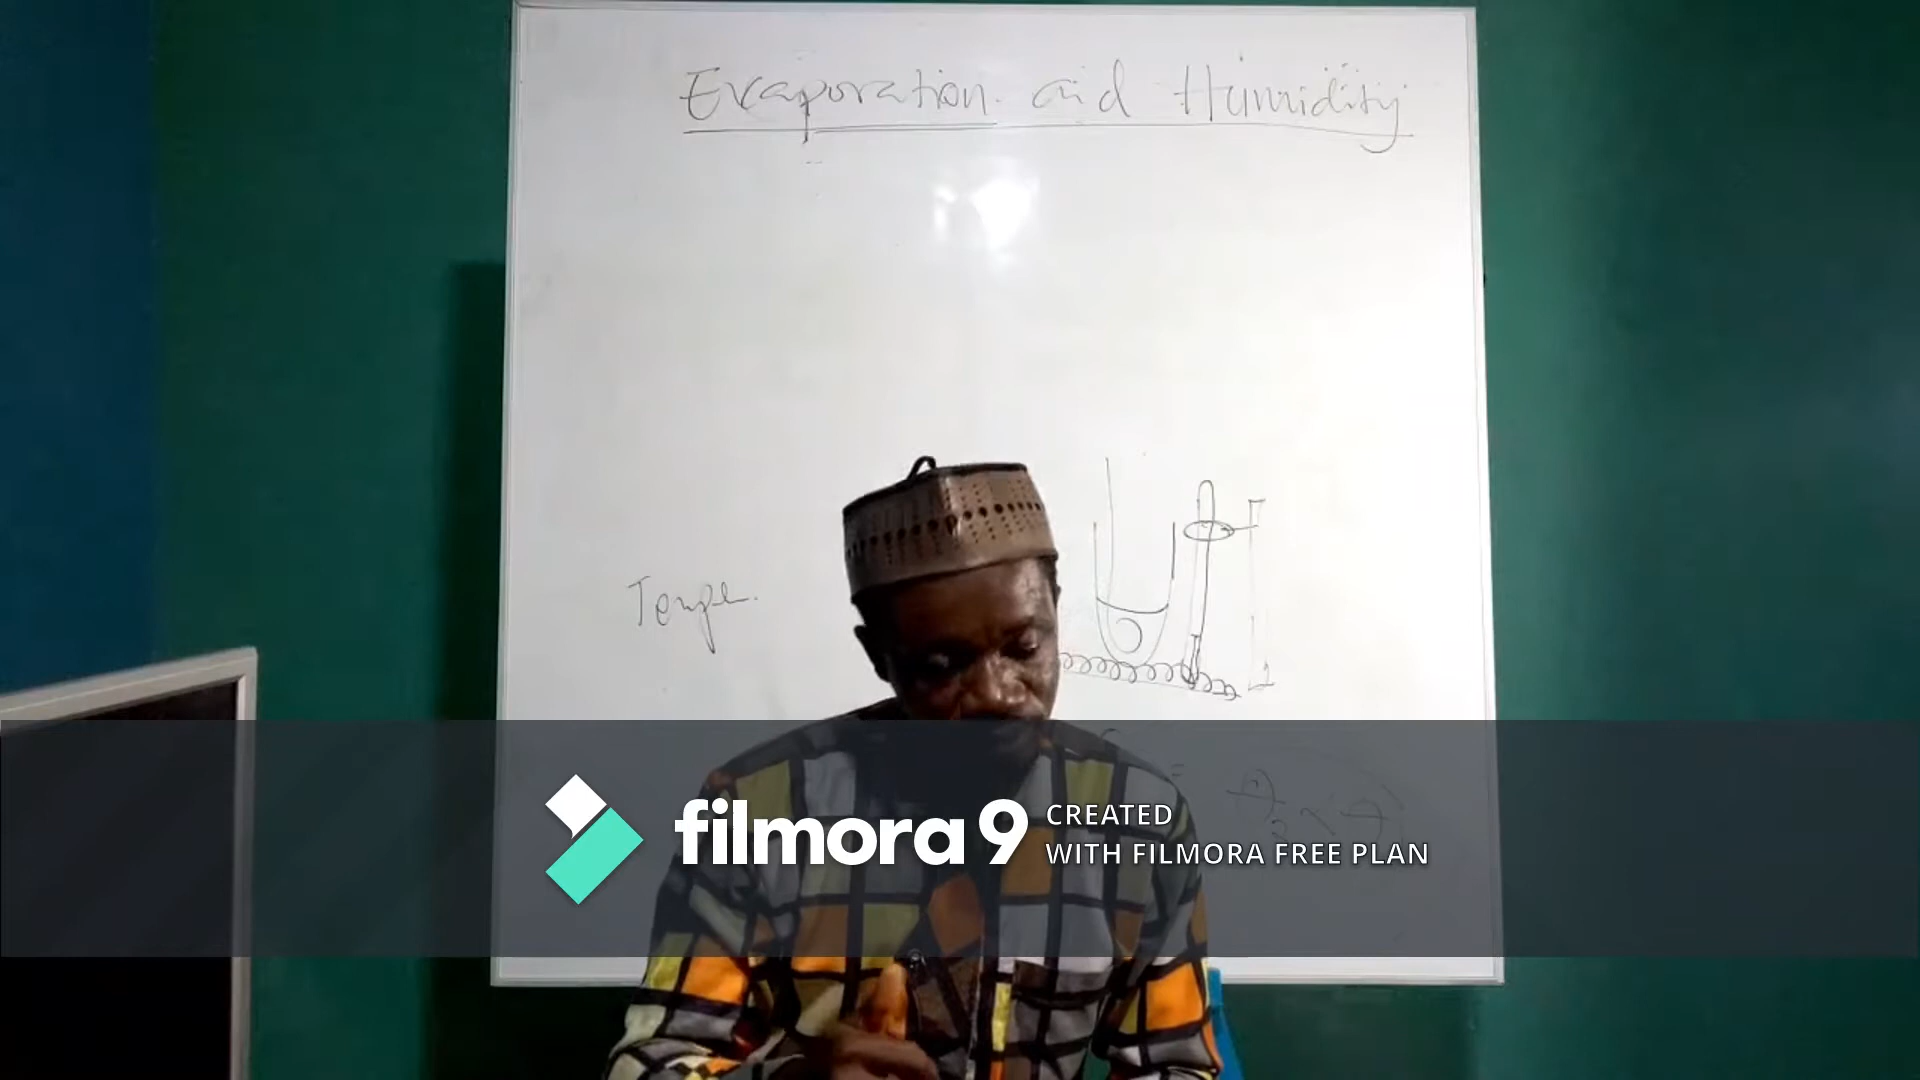 Evaporation and Humidity
Temp.
filmora 9
CREATED
WITH FILMORA FREE PLAN